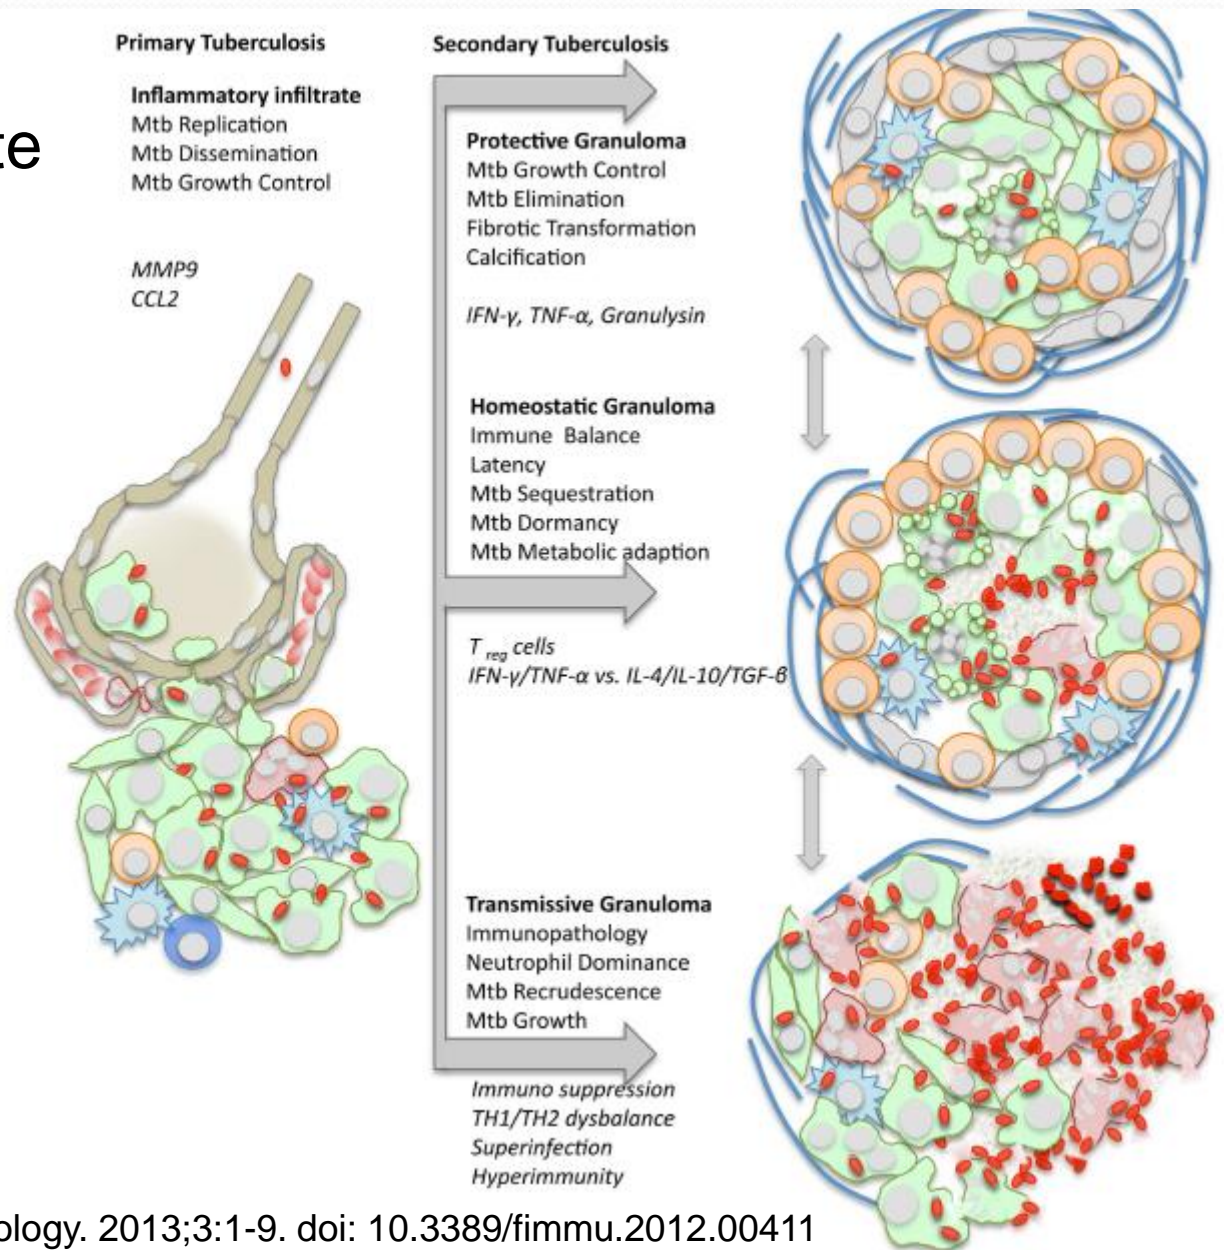 te
Primary Tuberculosis
Inflammatory infiltrate
Mtb Replication
Mtb Dissemination
Mtb Growth Control
MMP9
CCL2
Secondary Tuberculosis
Protective Granuloma
Mtb Growth Control
Mtb Elimination
Fibrotic Transformation
Calcification
IFN-γ, TNF-α, Granulysin
Homeostatic Granuloma
Immune Balance
Latency
Mtb Sequestration
Mtb Dormancy
Mtb Metabolic adaption
T reg cells
IFN-γ/TNF-α vs. IL-4/IL-10/TGF-β
Transmissive Granuloma
Immunopathology
Neutrophil Dominance
Mtb Recrudescence
Mtb Growth
Immuno suppression
TH1/TH2 dysbalance
Superinfection
Hyperimmunity
ology. 2013;3:1-9. doi: 10.3389/fimmu.2012.00411